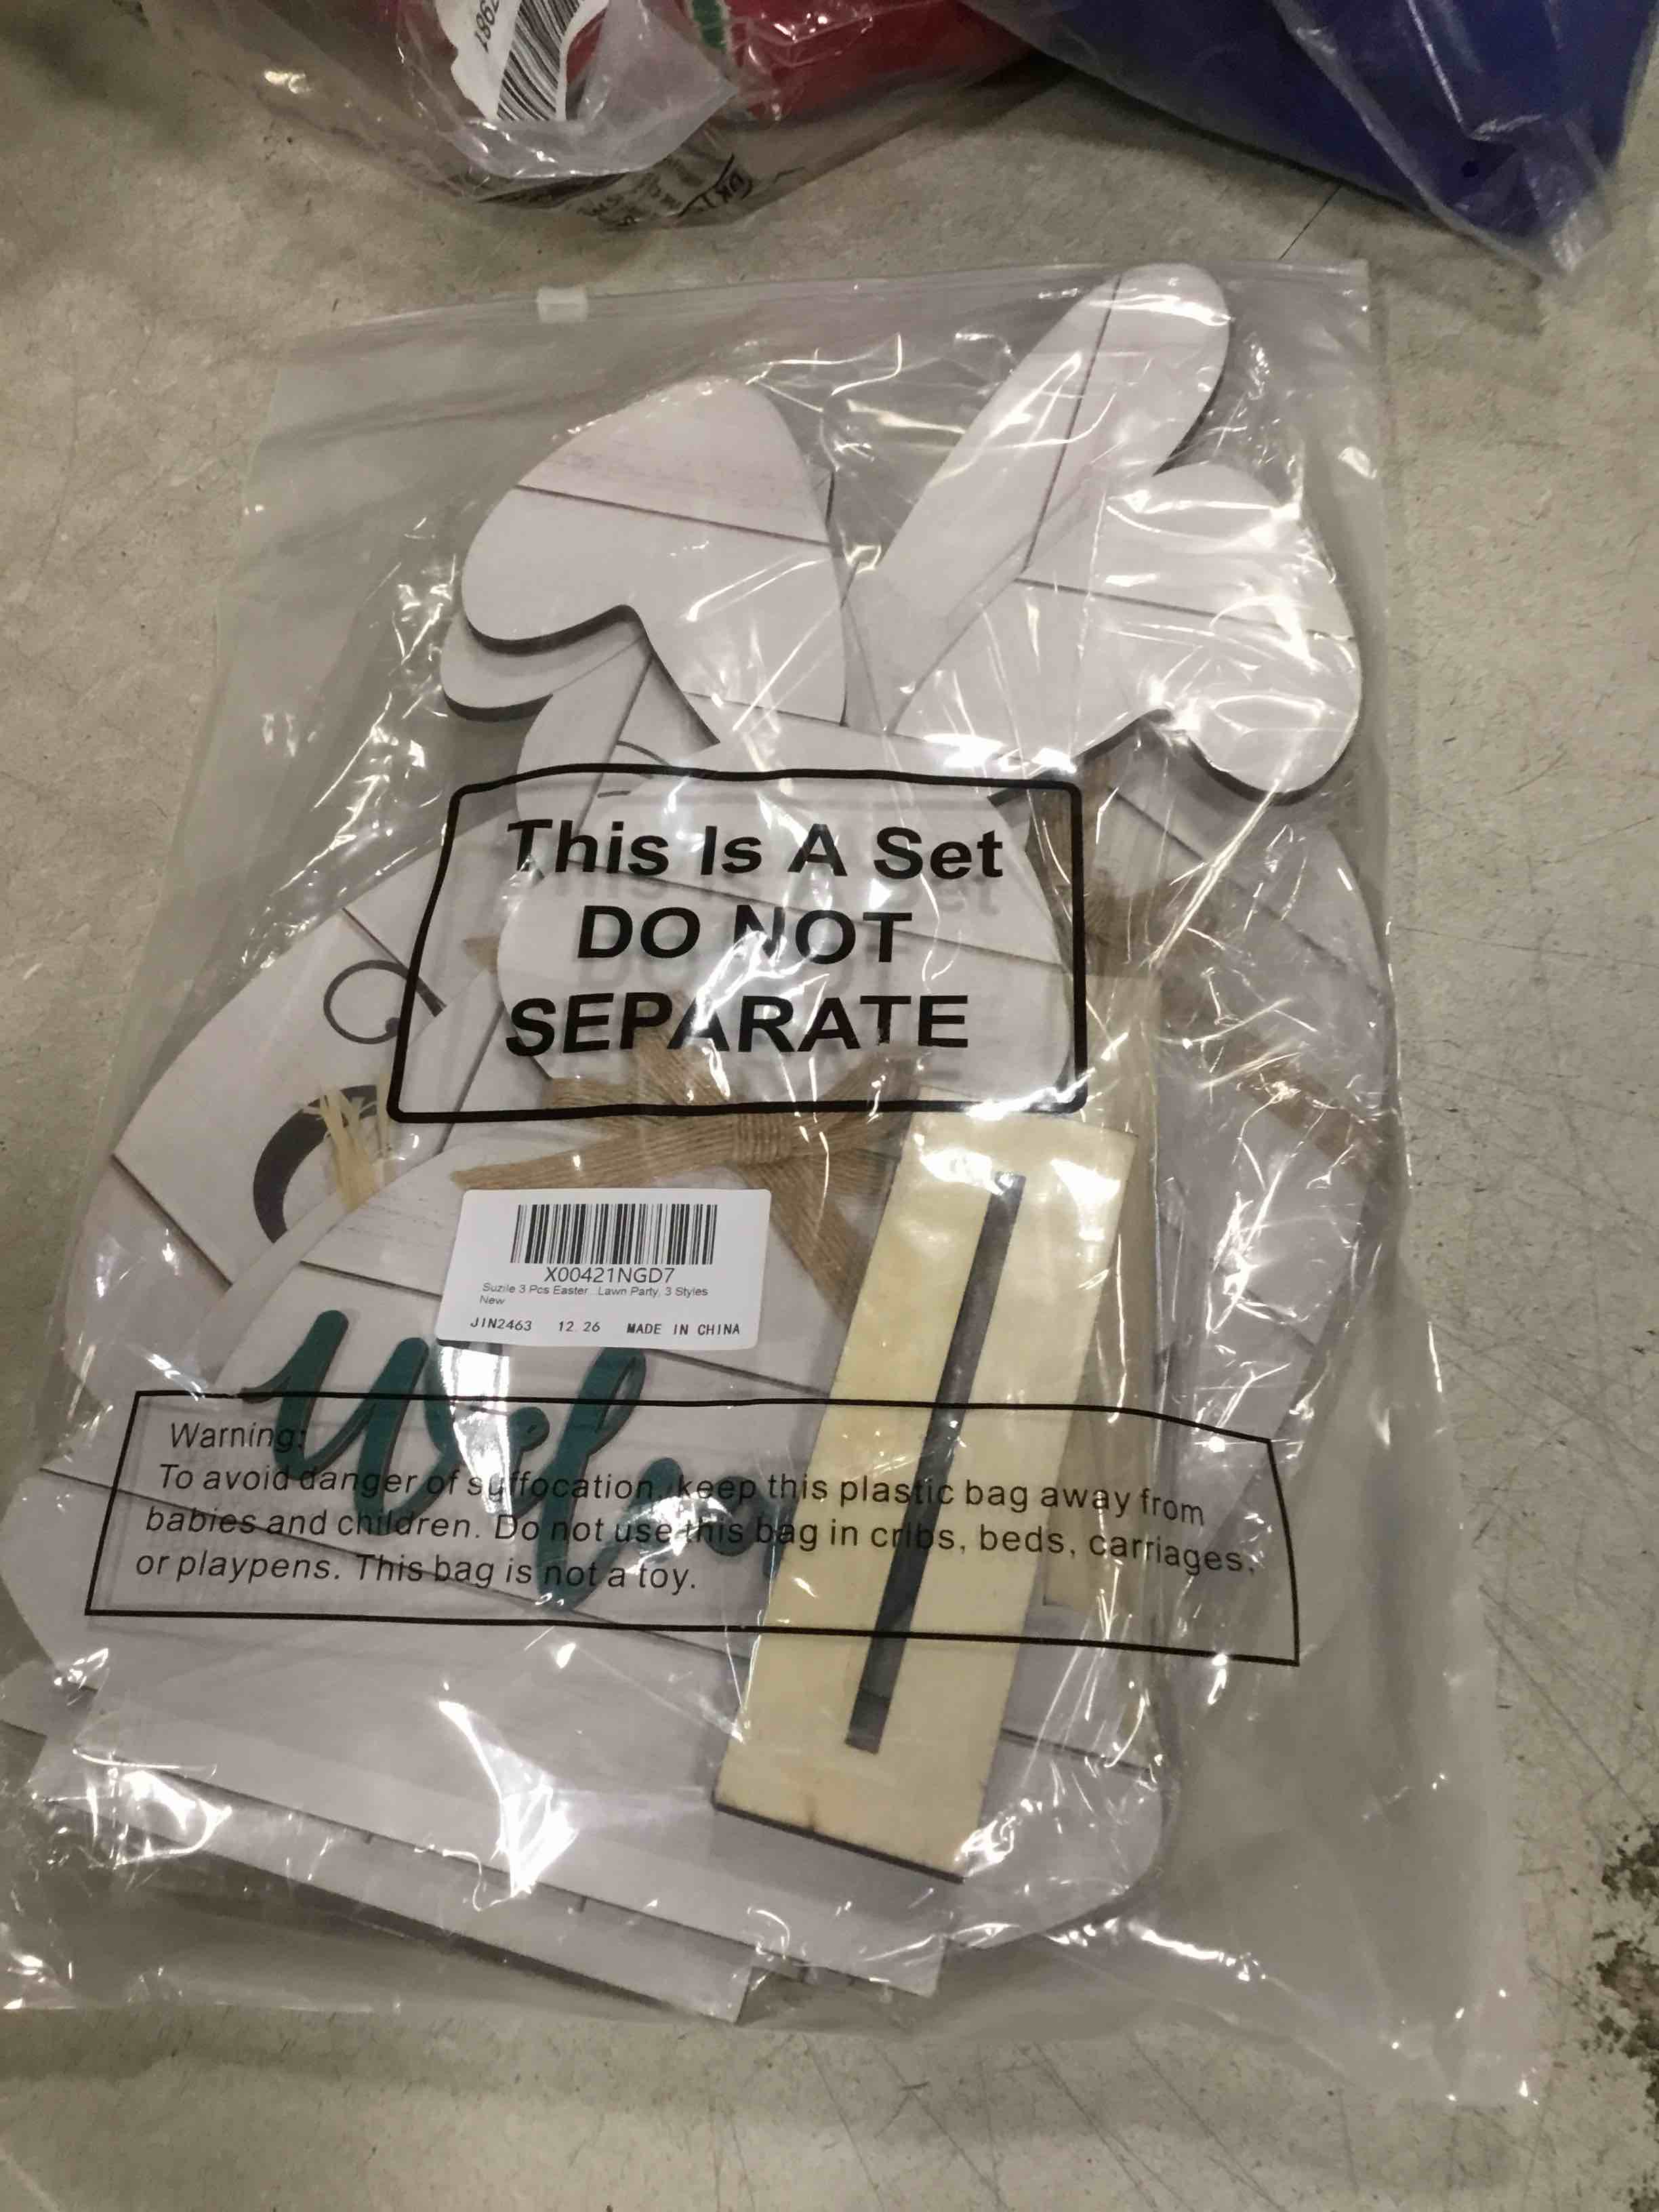 1862
This Is A Set
DO NOT
SEPARATE
X00421NGD7
Suzile 3 Pcs Easter...Lawn Party, 3 Styles
New
JIN2463 12 26 MADE IN CHINA
Warning:
To avoid danger of suffocation, keep this plastic bag away from
babies and children. Do not use this bag in cribs, beds, carriages,
or playpens. This bag is not a toy.